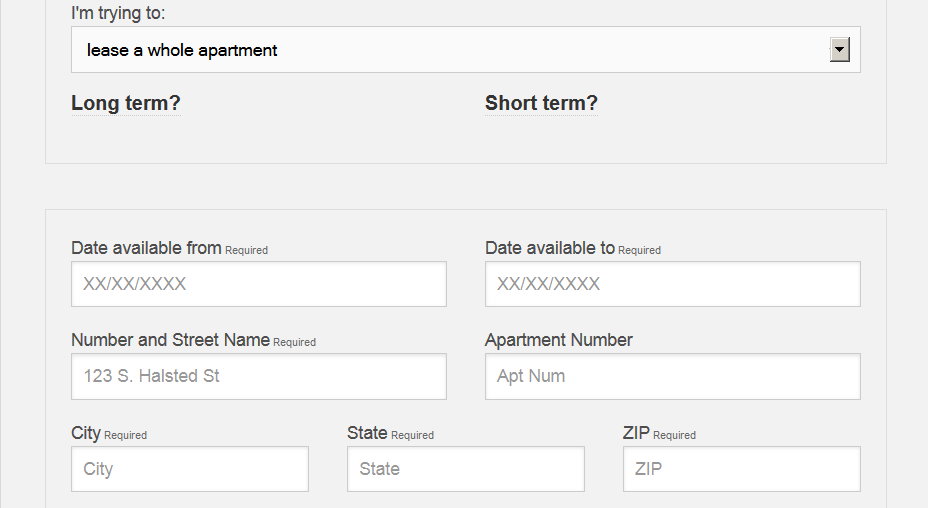 I'm trying to:
lease a whole apartment
Long term? Short term?
Date available from Required Date available to Required
XX/XX/XXXX XX/XX/XXXX
Number and Street Name Required Apartment Number
123 S. Halsted St Apt Num
City Required State Required ZIP Required
City State ZIP